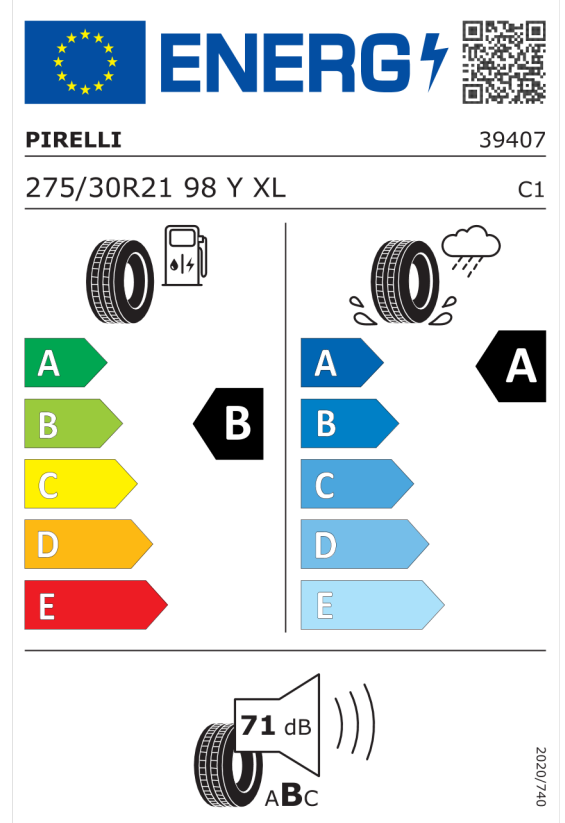 ENERG
PIRELLI 39407
275/30R21 98 Y XL C1
A A A
B B B
C C
D D
E E
71 dB
ABC
2020/740